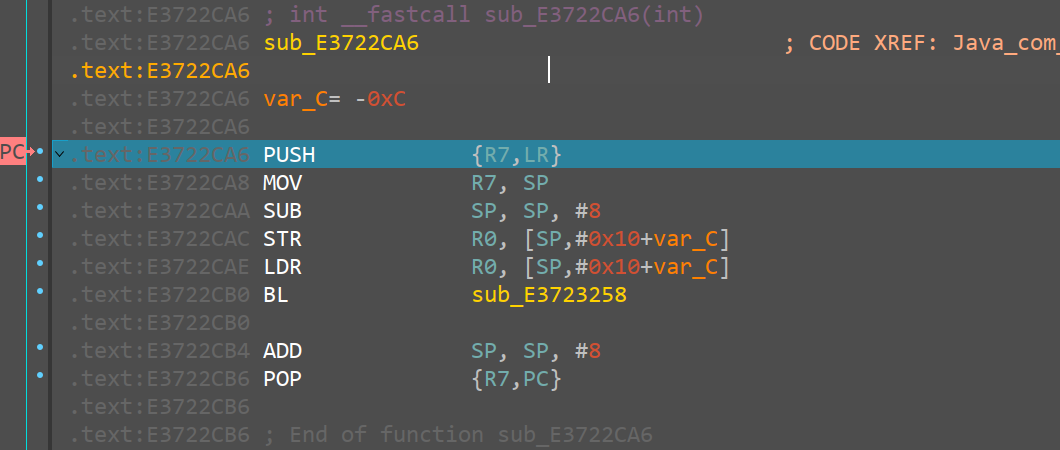 .text:E3722CA6 ; int __fastcall sub_E3722CA6(int)
.text:E3722CA6 sub_E3722CA6 ; CODE XREF: Java_com_
.text:E3722CA6
.text:E3722CA6 var_C= -0xC
.text:E3722CA6
PC .text:E3722CA6 PUSH {R7,LR}
.text:E3722CA8 MOV R7, SP
.text:E3722CAA SUB SP, SP, #8
.text:E3722CAC STR R0, [SP,#0x10+var_C]
.text:E3722CAE LDR R0, [SP,#0x10+var_C]
.text:E3722CB0 BL sub_E3723258
.text:E3722CB0
.text:E3722CB4 ADD SP, SP, #8
.text:E3722CB6 POP {R7,PC}
.text:E3722CB6
.text:E3722CB6 ; End of function sub_E3722CA6